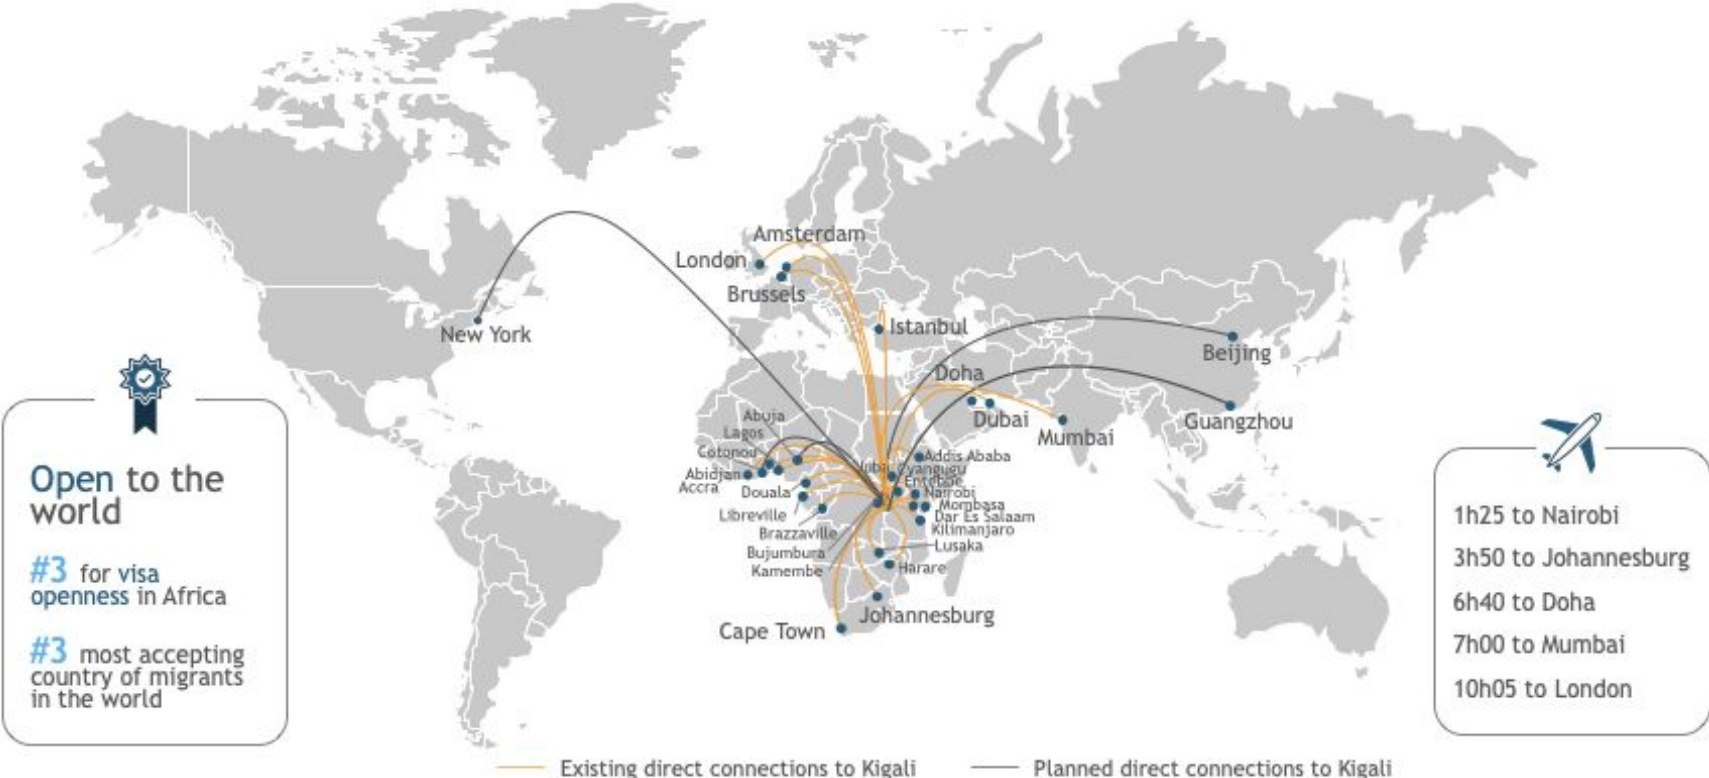 Amsterdam
London
Brussels
Istanbul
New York
Beijing
Doha
Dubai
Guangzhou
Mumbai
Abuja
Lagos
Cotonou
Abidjan
Accra
Douala
Libreville
Brazzaville
Bujumbura
Kamembe
Addis Ababa
Juba
Cyangugu
Entebbe
Nairobi
Mombasa
Dar Es Salaam
Kilimanjaro
Lusaka
Harare
Johannesburg
Cape Town
Open to the
world
#3 for visa
openness in Africa
#3 most accepting
country of migrants
in the world
1h25 to Nairobi
3h50 to Johannesburg
6h40 to Doha
7h00 to Mumbai
10h05 to London
Existing direct connections to Kigali
Planned direct connections to Kigali